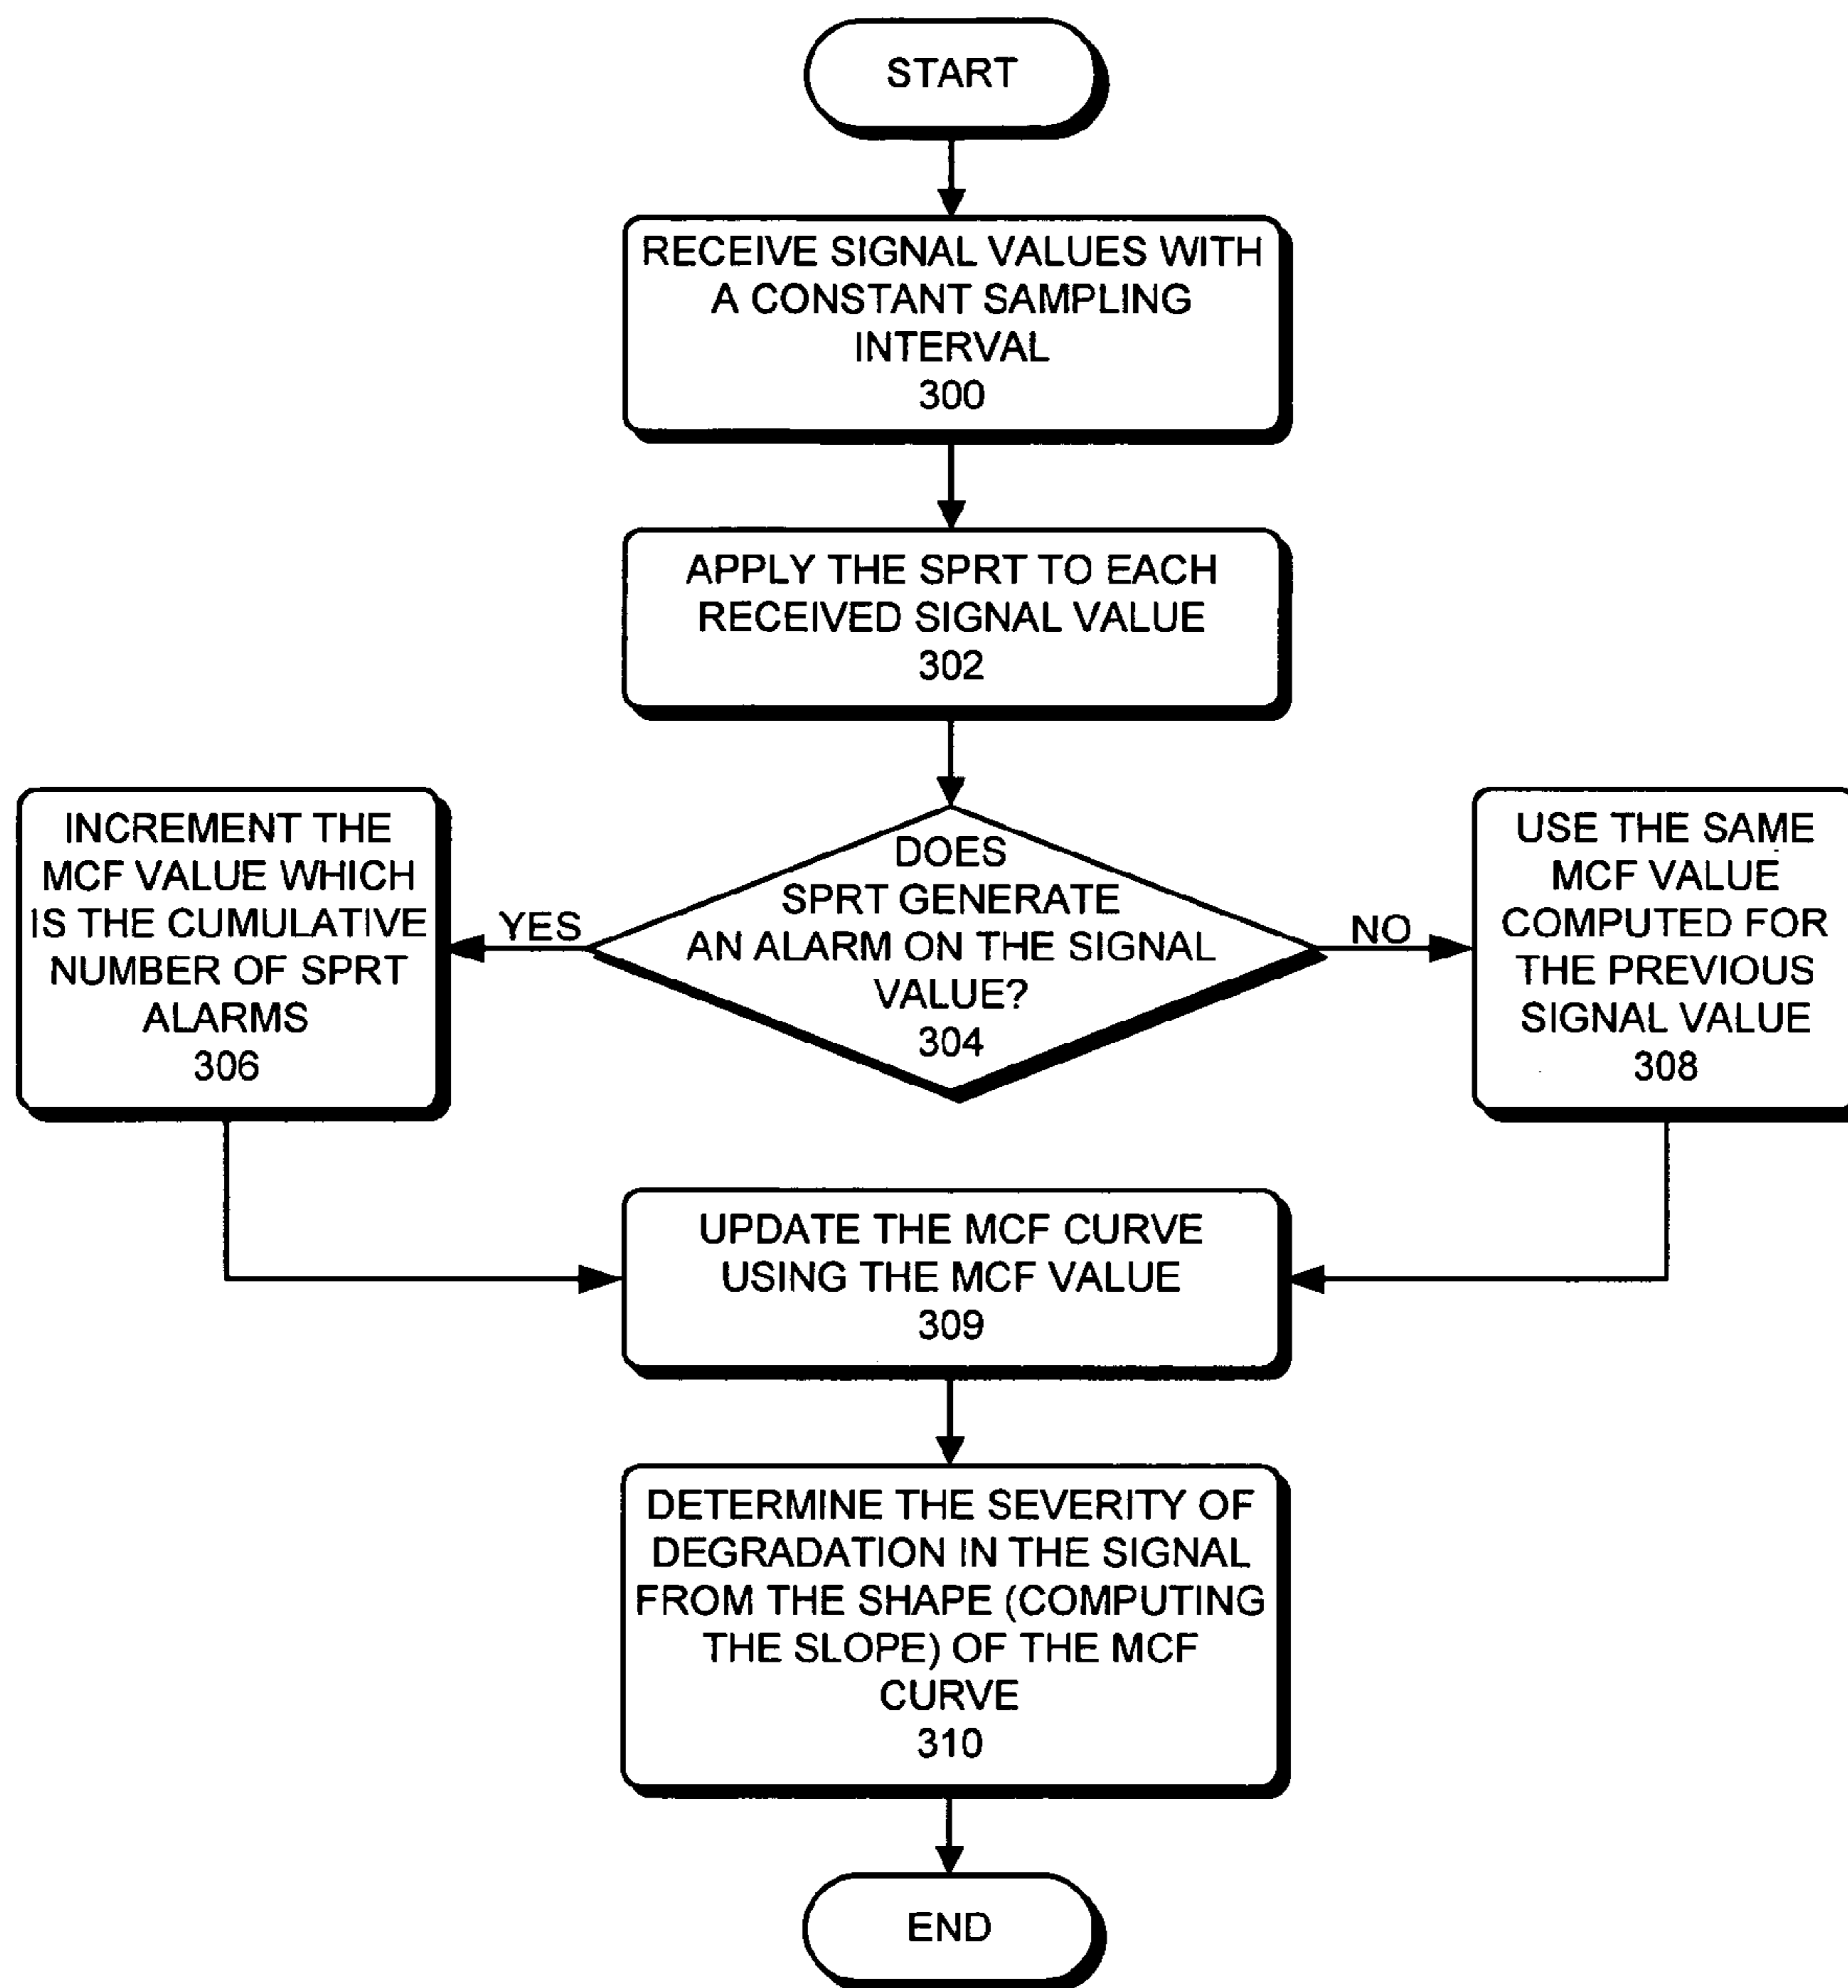 START
RECEIVE SIGNAL VALUES WITH
A CONSTANT SAMPLING
INTERVAL
300
APPLY THE SPRT TO EACH
RECEIVED SIGNAL VALUE
302
DOES
SPRT GENERATE
AN ALARM ON THE SIGNAL
VALUE?
304
YES
NO
INCREMENT THE
MCF VALUE WHICH
IS THE CUMULATIVE
NUMBER OF SPRT
ALARMS
306
USE THE SAME
MCF VALUE
COMPUTED FOR
THE PREVIOUS
SIGNAL VALUE
308
UPDATE THE MCF CURVE
USING THE MCF VALUE
309
DETERMINE THE SEVERITY OF
DEGRADATION IN THE SIGNAL
FROM THE SHAPE (COMPUTING
THE SLOPE) OF THE MCF
CURVE
310
END